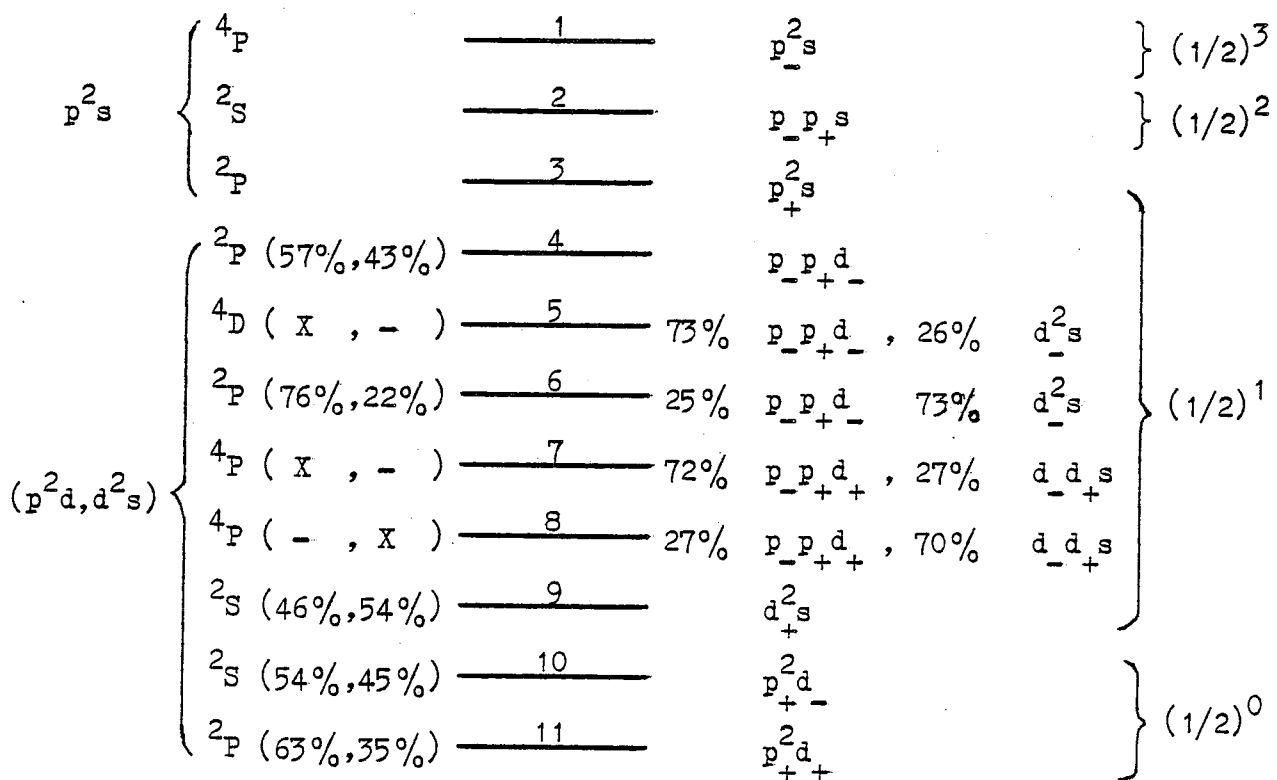 ⁴P 1 p₋²s } (1/2)³
p²s { ²S 2 p₋p₊s } (1/2)²
²P 3 p₊²s
²P (57%,43%) 4 p₋p₊d₋
⁴D ( X , - ) 5 73% p₋p₊d₋ , 26% d₋²s
²P (76%,22%) 6 25% p₋p₊d₋ 73% d₋²s } (1/2)¹
(p²d,d²s) { ⁴P ( X , - ) 7 72% p₋p₊d₊ , 27% d₋d₊s
⁴P ( - , X ) 8 27% p₋p₊d₊ , 70% d₋d₊s
²S (46%,54%) 9 d₊²s
²S (54%,45%) 10 p₊²d₋ } (1/2)⁰
²P (63%,35%) 11 p₊²d₊